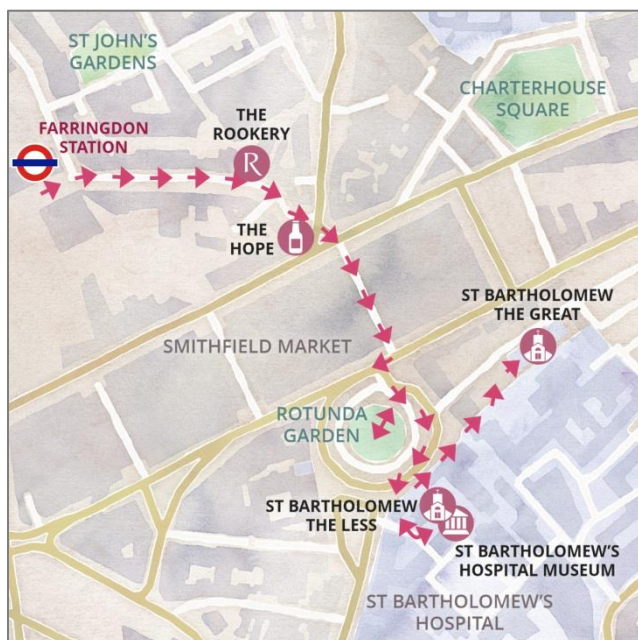 ST JOHN'S
GARDENS
CHARTERHOUSE
SQUARE
FARRINGDON
STATION
THE
ROOKERY
R
THE
HOPE
ST BARTHOLOMEW
THE GREAT
SMITHFIELD MARKET
ROTUNDA
GARDEN
ST BARTHOLOMEW
THE LESS
ST BARTHOLOMEW'S
HOSPITAL MUSEUM
ST BARTHOLOMEW'S
HOSPITAL